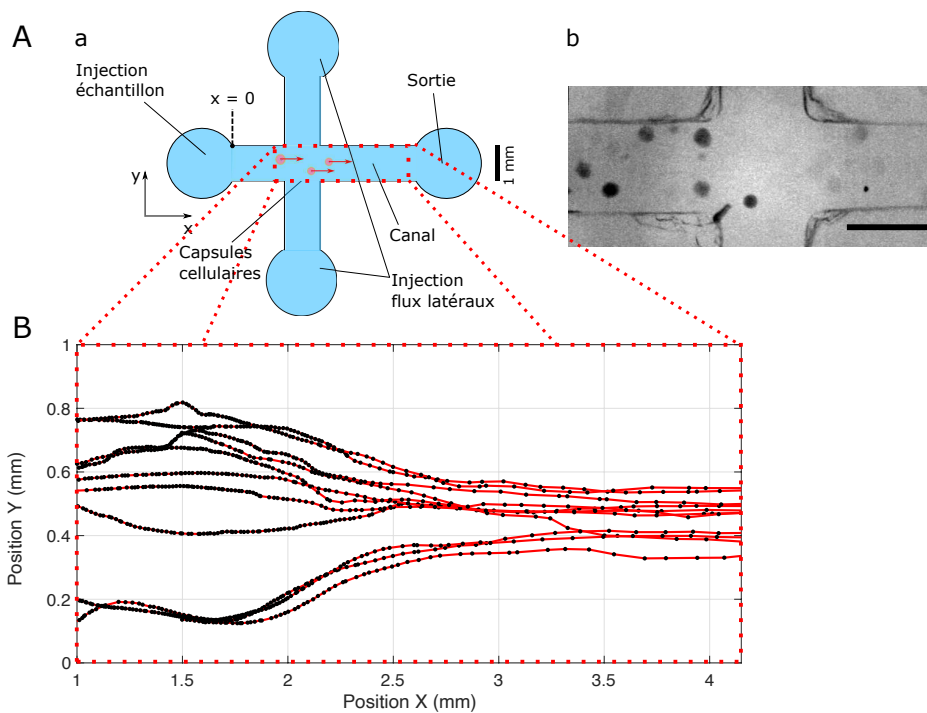 A
a
b
Injection
échantillon
x = 0
Sortie
1 mm
y
x
Canal
Capsules
cellulaires
Injection
flux latéraux
B
1
0.8
0.6
0.4
0.2
0
Position Y (mm)
1
1.5
2
2.5
3
3.5
4
Position X (mm)